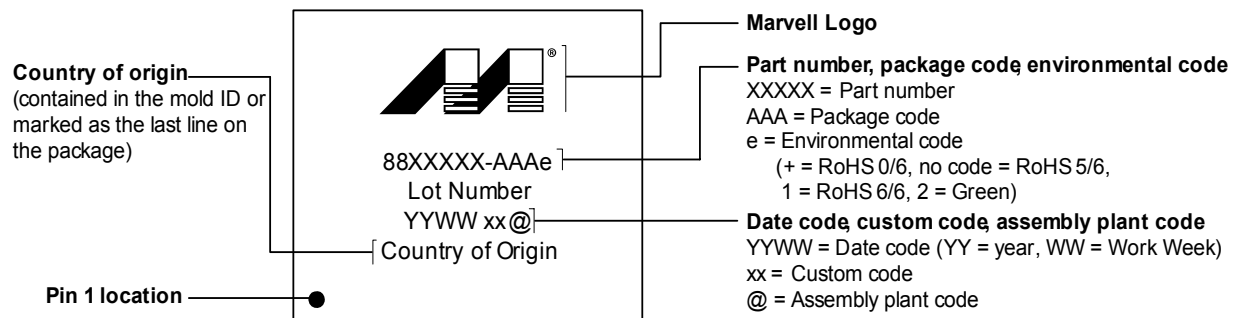 Marvell Logo
Country of origin
(contained in the mold ID or
marked as the last line on
the package)
®
88XXXXX-AAAe
Lot Number
YYWW xx@
Country of Origin
Pin 1 location
Part number, package code, environmental code
XXXXX = Part number
AAA = Package code
e = Environmental code
(+ = RoHS 0/6, no code = RoHS 5/6,
1 = RoHS 6/6, 2 = Green)
Date code, custom code, assembly plant code
YYWW = Date code (YY = year, WW = Work Week)
xx = Custom code
@ = Assembly plant code